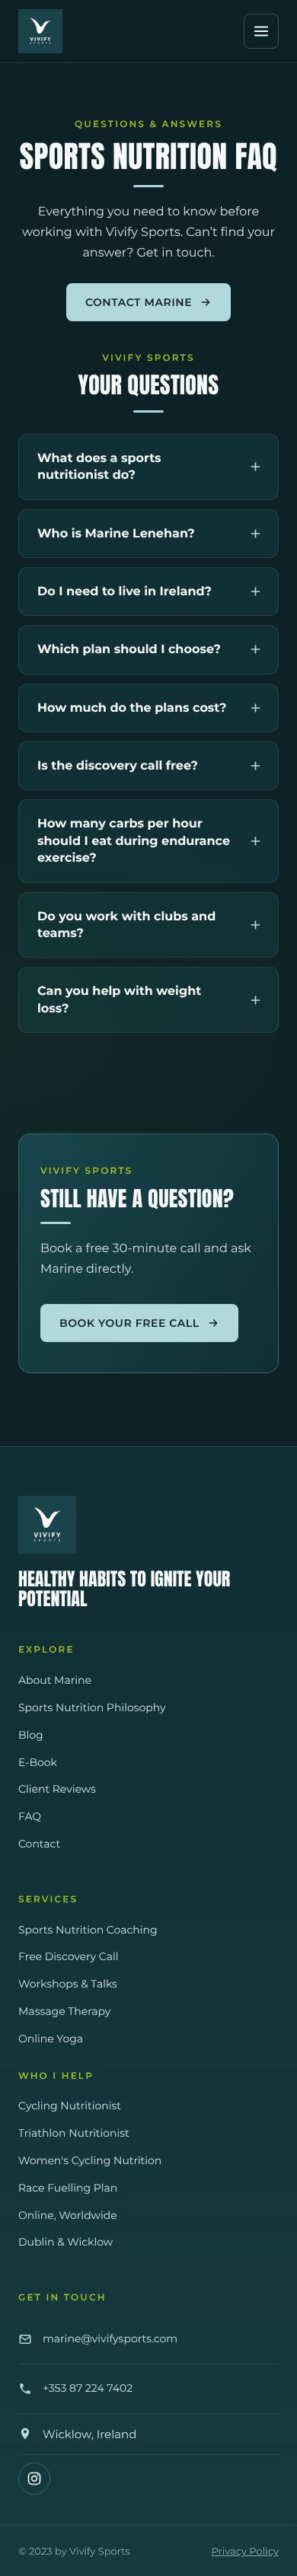 VIVIFY
SPORTS
QUESTIONS & ANSWERS
SPORTS NUTRITION FAQ
Everything you need to know before
working with Vivify Sports. Can't find your
answer? Get in touch.
CONTACT MARINE →
VIVIFY SPORTS
YOUR QUESTIONS
What does a sports
nutritionist do? +
Who is Marine Lenehan? +
Do I need to live in Ireland? +
Which plan should I choose? +
How much do the plans cost? +
Is the discovery call free? +
How many carbs per hour
should I eat during endurance +
exercise?
Do you work with clubs and
teams? +
Can you help with weight
loss? +
VIVIFY SPORTS
STILL HAVE A QUESTION?
Book a free 30-minute call and ask
Marine directly.
BOOK YOUR FREE CALL →
VIVIFY
SPORTS
HEALTHY HABITS TO IGNITE YOUR
POTENTIAL
EXPLORE
About Marine
Sports Nutrition Philosophy
Blog
E-Book
Client Reviews
FAQ
Contact
SERVICES
Sports Nutrition Coaching
Free Discovery Call
Workshops & Talks
Massage Therapy
Online Yoga
WHO I HELP
Cycling Nutritionist
Triathlon Nutritionist
Women's Cycling Nutrition
Race Fuelling Plan
Online, Worldwide
Dublin & Wicklow
GET IN TOUCH
marine@vivifysports.com
+353 87 224 7402
Wicklow, Ireland
© 2023 by Vivify Sports Privacy Policy